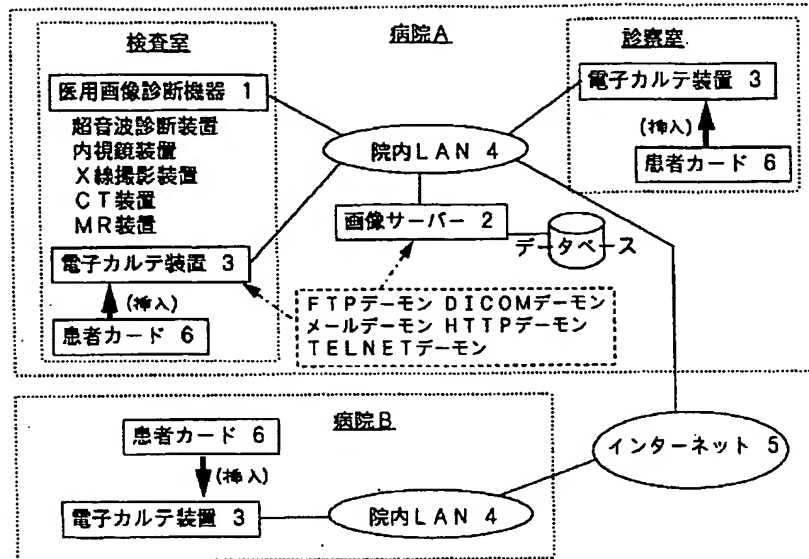 病院A
検査室
医用画像診断機器 1
超音波診断装置
内視鏡装置
X線撮影装置
CT装置
MR装置
電子カルテ装置 3
(挿入)
患者カード 6
院内LAN 4
画像サーバー 2
データベース
FTPデーモン DICOMデーモン
メールデーモン HTTPデーモン
TELNETデーモン
診察室
電子カルテ装置 3
(挿入)
患者カード 6
病院B
患者カード 6
(挿入)
電子カルテ装置 3
院内LAN 4
インターネット 5